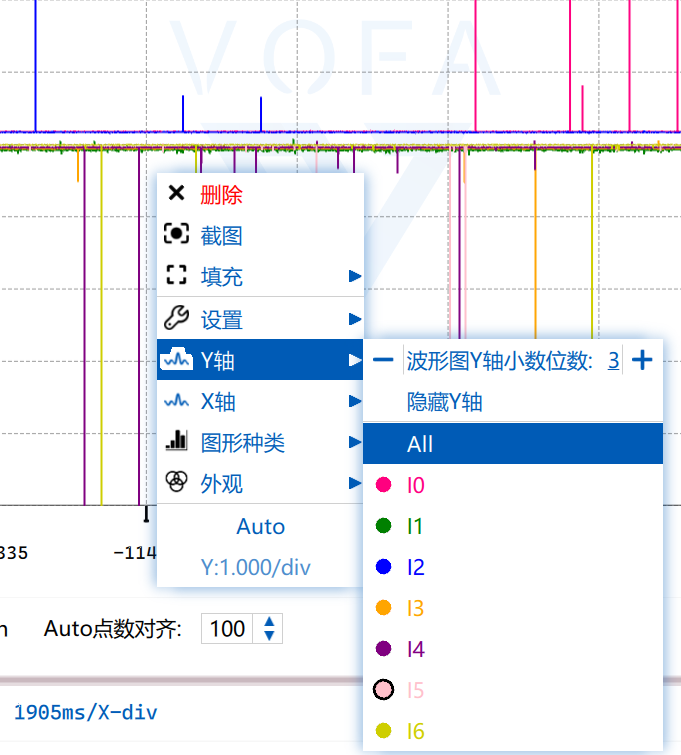 VOFA
删除
截图
填充
设置
Y轴
X轴
图形种类
外观
Auto
Y:1.000/div
波形图Y轴小数位数: 3
隐藏Y轴
All
I0
I1
I2
I3
I4
I5
I6
335
-114
n Auto点数对齐: 100
1905ms/X-div